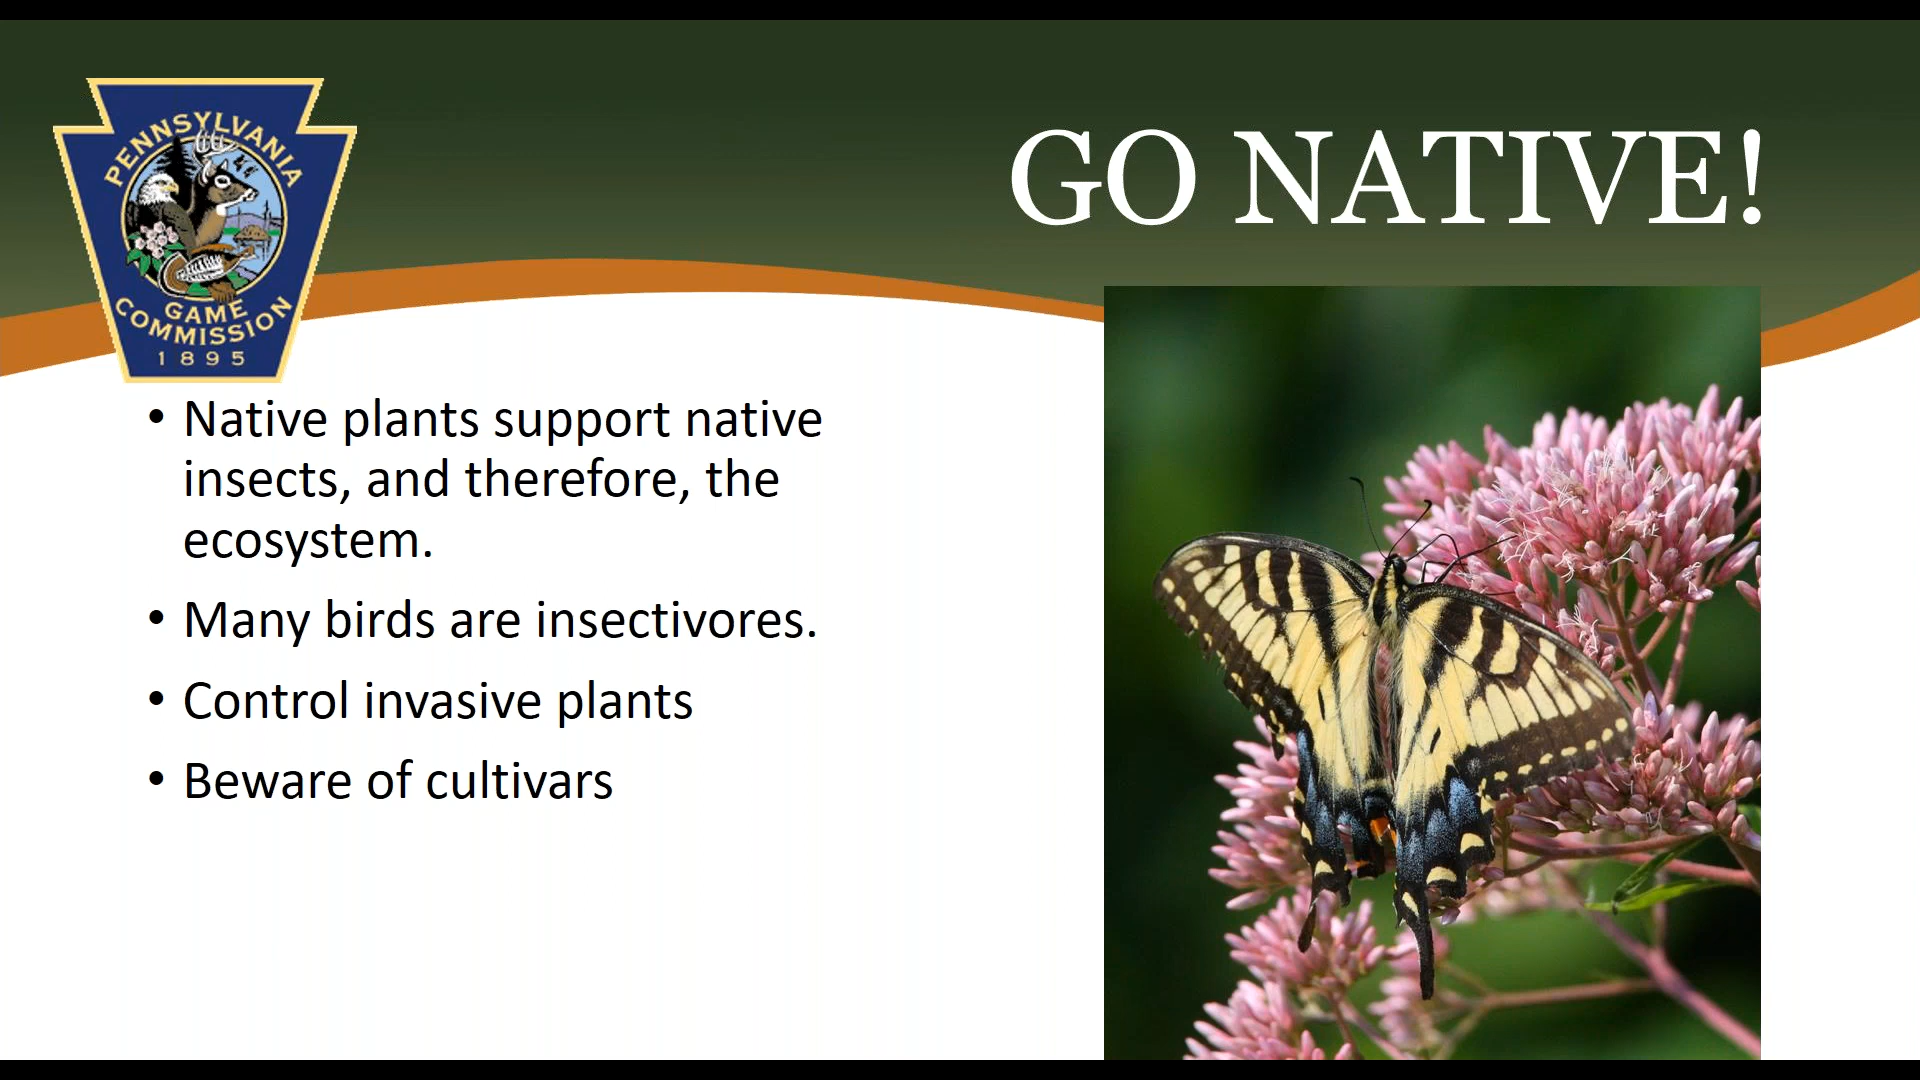 PENNSYLVANIA
GAME
COMMISSION
1895
GO NATIVE!
• Native plants support native
insects, and therefore, the
ecosystem.
• Many birds are insectivores.
• Control invasive plants
• Beware of cultivars